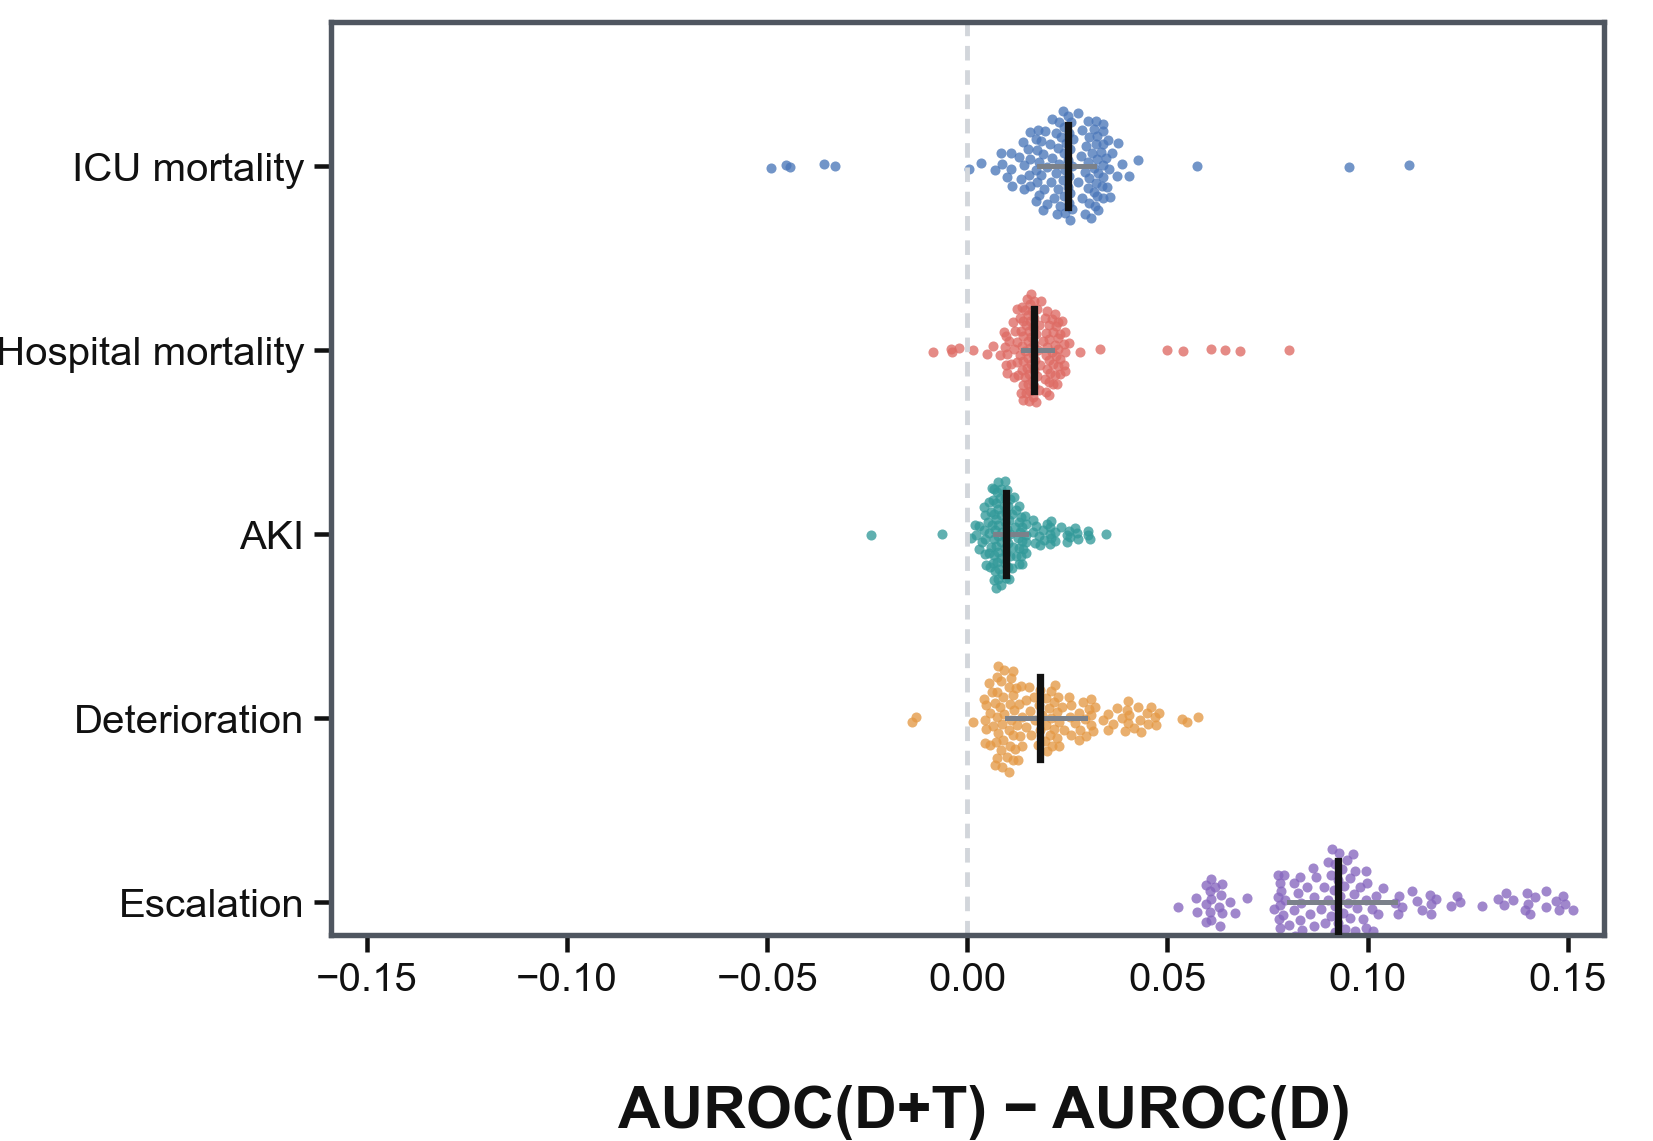 ICU mortality
Hospital mortality
AKI
Deterioration
Escalation
−0.15 −0.10 −0.05 0.00 0.05 0.10 0.15
AUROC(D+T) − AUROC(D)